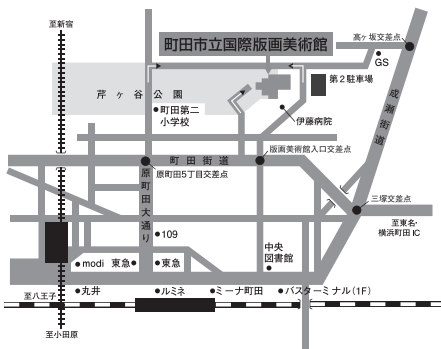 至新宿
町田市立国際版画美術館
高ヶ坂交差点
GS
第2駐車場
芹ヶ谷公園
町田第二
小学校
伊藤病院
成瀬街道
町田街道
版画美術館入口交差点
原町田5丁目交差点
原町田大通り
三塚交差点
至東名・
横浜町田IC
109
中央
図書館
modi
東急
東急
至八王子
丸井
ルミネ
ミーナ町田
バスターミナル(1F)
至小田原